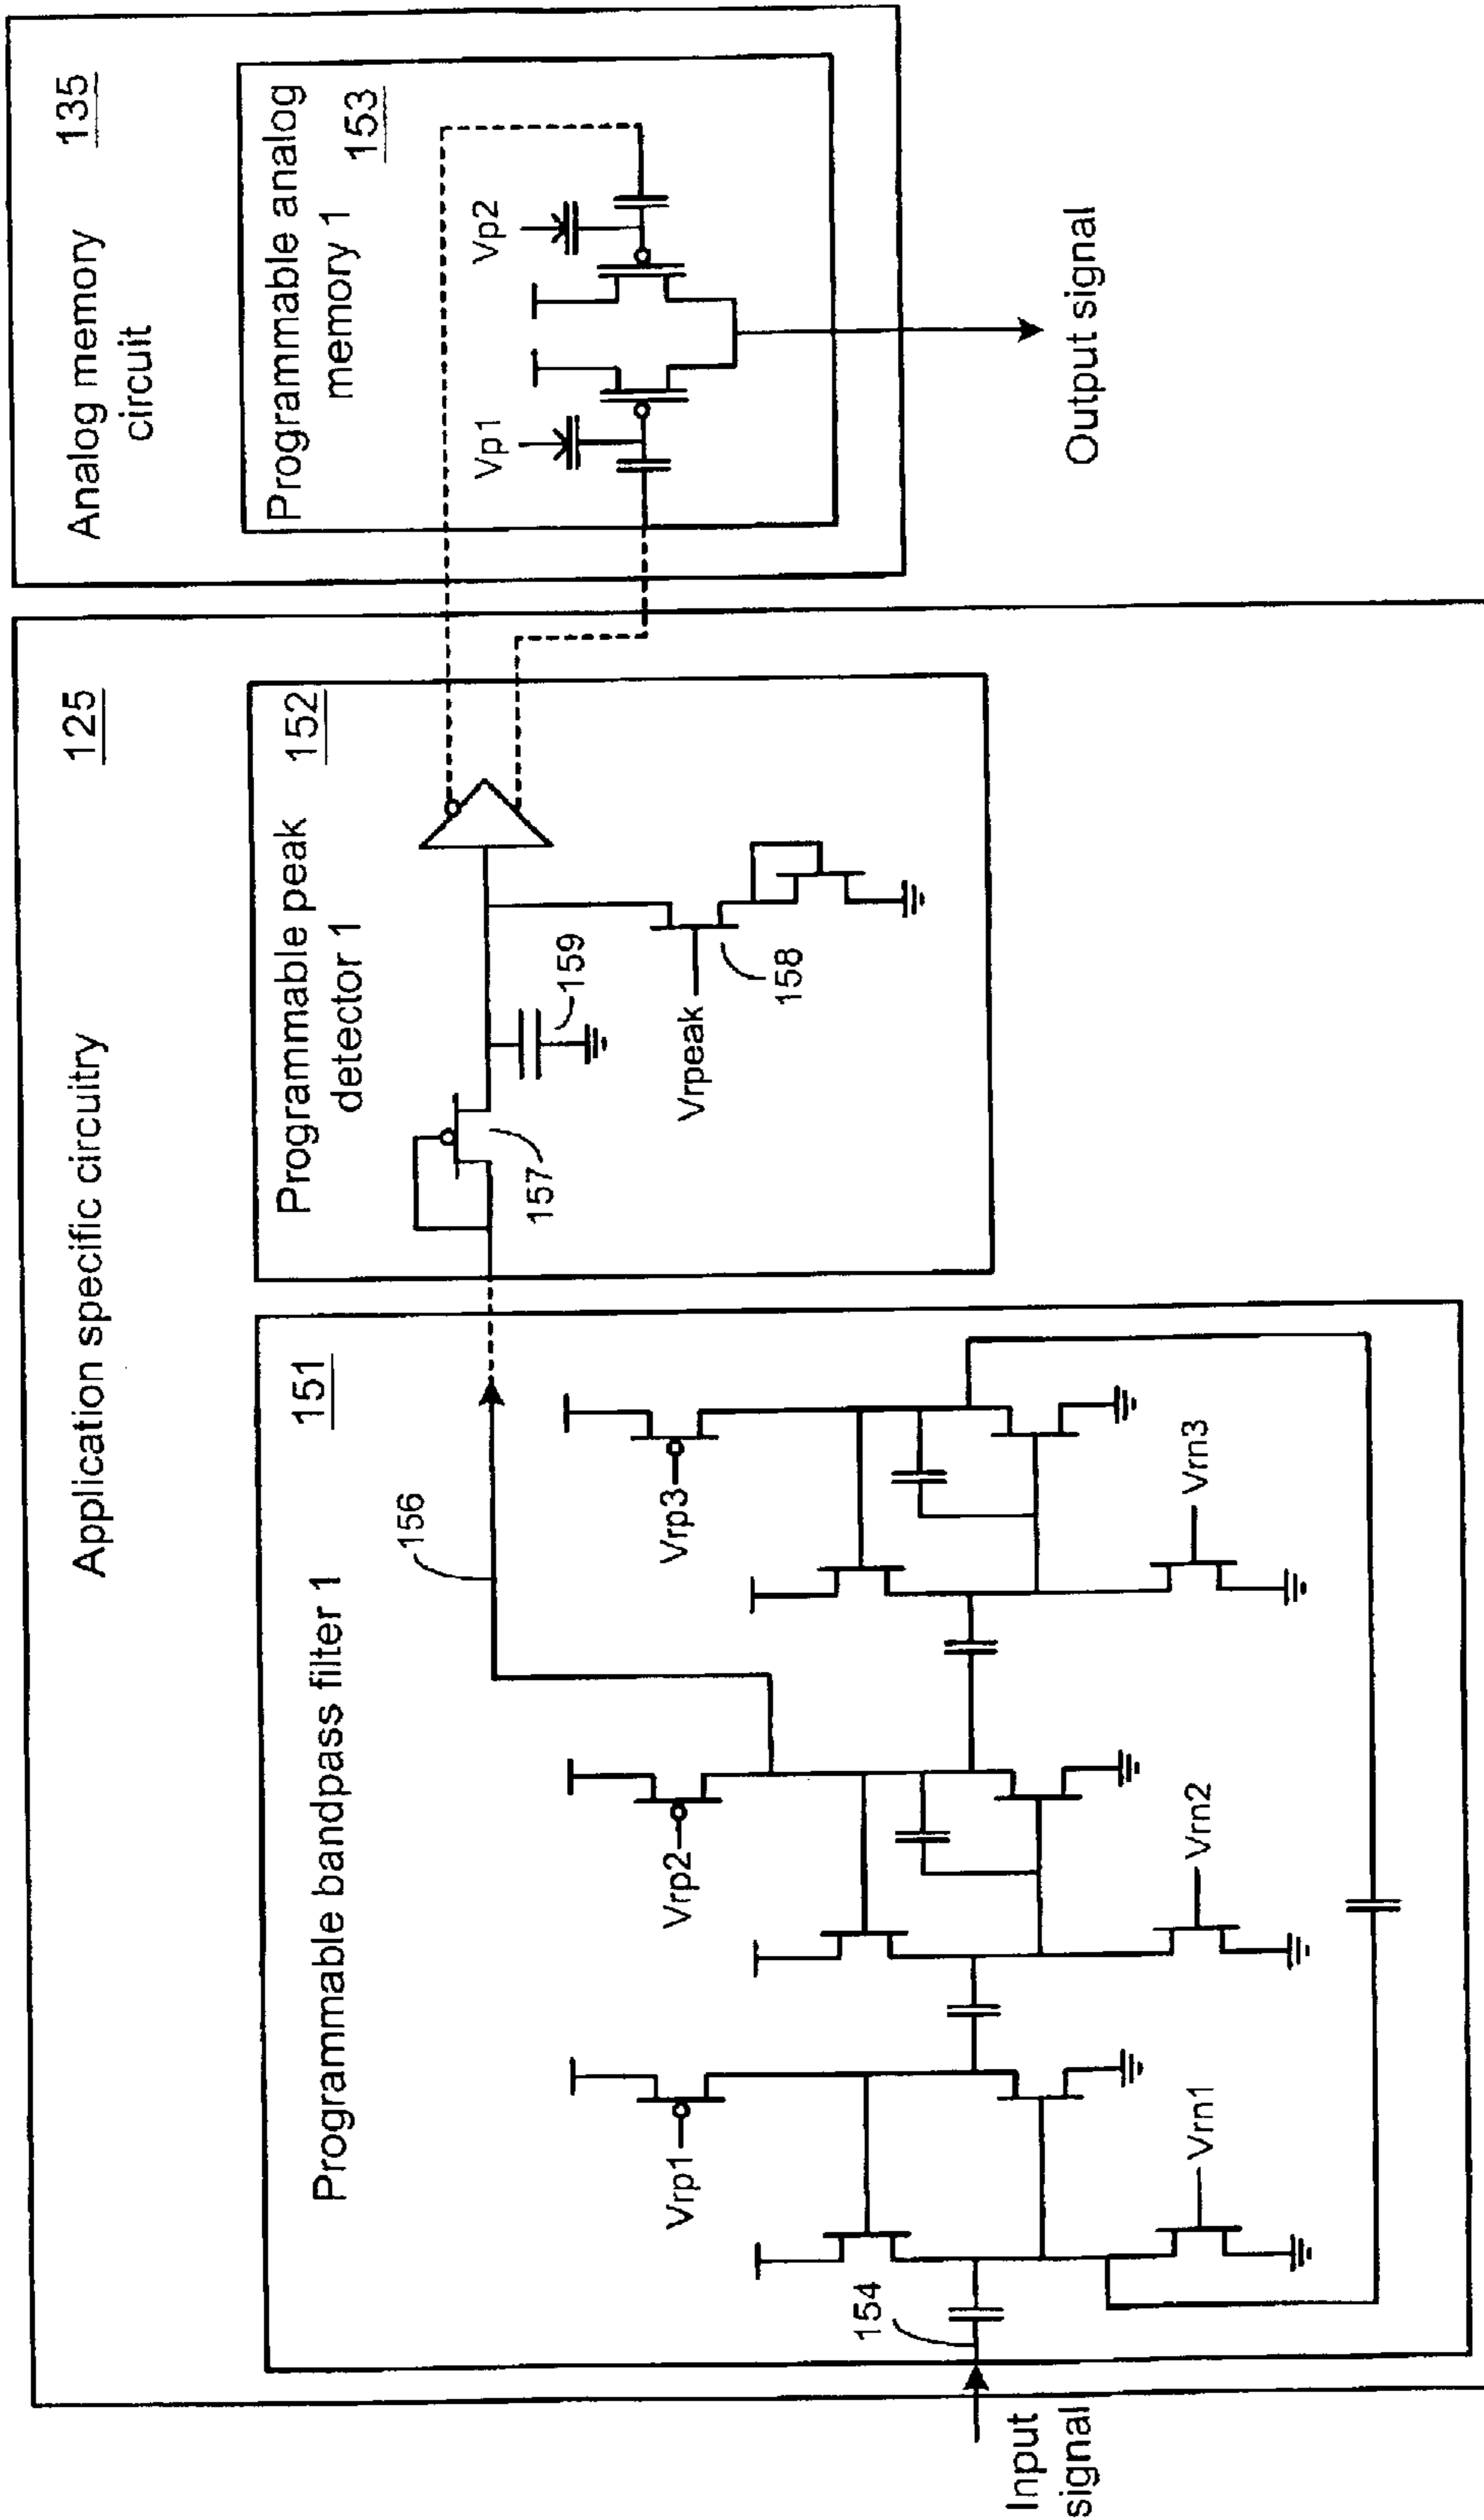 Application specific circuitry
125
Programmable bandpass filter 1
151
156
Vrp1
Vrp2
Vrp3
154
Input
signal
Vrn1
Vrn2
Vrn3
Programmable peak
detector 1
152
157
159
Vrpeak
158
Analog memory
circuit
135
Programmable analog
memory 1
153
Vp1
Vp2
Output signal